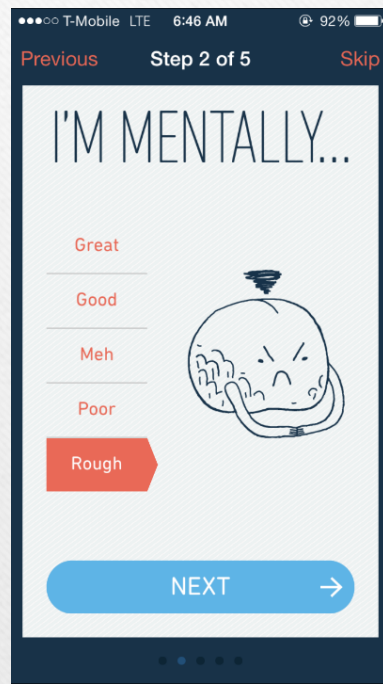 T-Mobile LTE 6:46 AM 92%
Previous Step 2 of 5 Skip
I'M MENTALLY...
Great
Good
Meh
Poor
Rough
NEXT